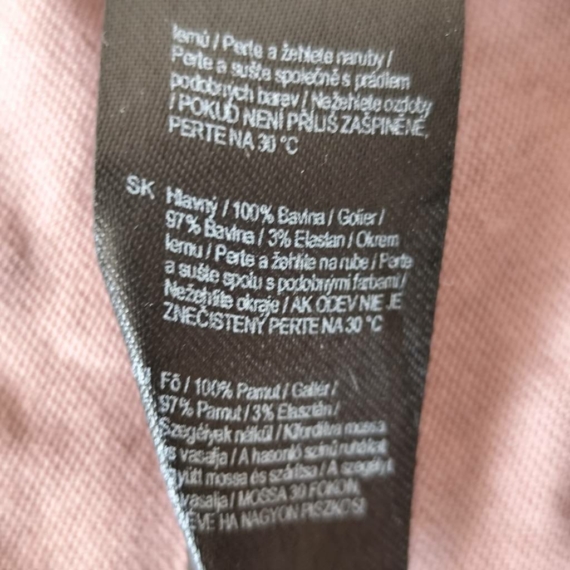 lemů / Perte a žehlete naruby /
Perte a sušte společně s prádlem
podobných barev / Nežehlete ozdoby
/ POKUD NENÍ PŘÍLIŠ ZAŠPINĚNÉ,
PERTE NA 30 °C
SK Hlavný / 100% Bavlna / Golier /
97% Bavlna / 3% Elastan / Okrem
lemu / Perte a žehlite na rube / Perte
a sušte spolu s podobnými farbami /
Nežehlite okraje / AK ODEV NIE JE
ZNEČISTENÝ PERTE NA 30 °C
Fő / 100% Pamut / Gallér /
97% Pamut / 3% Elasztán /
Szegélyek nélkül / Kifordítva mossa
és vasalja / A hasonló színű ruhákat
együtt mossa és szárítsa / A szegélyt
vasalja / MOSSA 30 FOKON,
HA NAGYON PISZKOS!